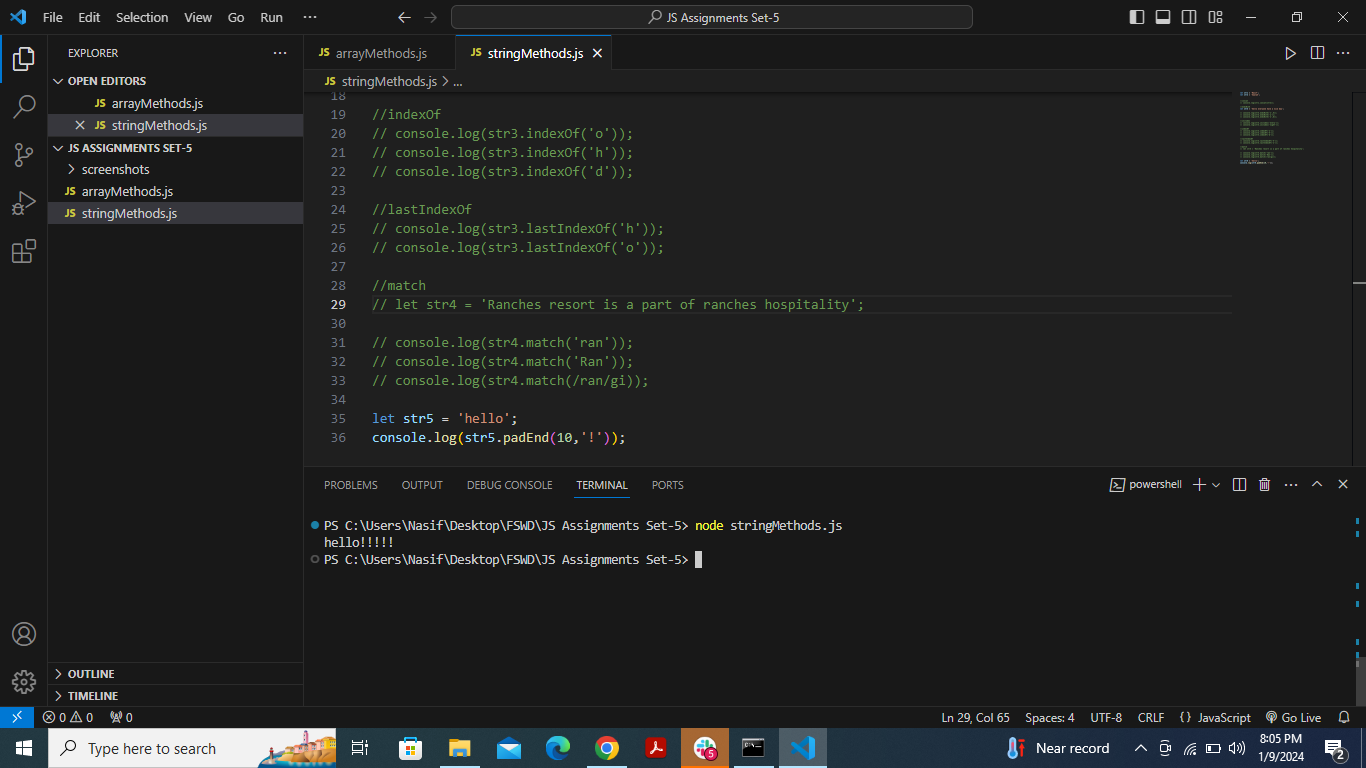 File Edit Selection View Go Run ··· JS Assignments Set-5
EXPLORER ···
OPEN EDITORS
JS arrayMethods.js
JS stringMethods.js
JS ASSIGNMENTS SET-5
screenshots
JS arrayMethods.js
JS stringMethods.js
OUTLINE
TIMELINE
JS arrayMethods.js JS stringMethods.js
JS stringMethods.js > ...
18
19 //indexOf
20 // console.log(str3.indexOf('o'));
21 // console.log(str3.indexOf('h'));
22 // console.log(str3.indexOf('d'));
23
24 //lastIndexOf
25 // console.log(str3.lastIndexOf('h'));
26 // console.log(str3.lastIndexOf('o'));
27
28 //match
29 // let str4 = 'Ranches resort is a part of ranches hospitality';
30
31 // console.log(str4.match('ran'));
32 // console.log(str4.match('Ran'));
33 // console.log(str4.match(/ran/gi));
34
35 let str5 = 'hello';
36 console.log(str5.padEnd(10,'!'));
PROBLEMS OUTPUT DEBUG CONSOLE TERMINAL PORTS powershell
PS C:\Users\Nasif\Desktop\FSWD\JS Assignments Set-5> node stringMethods.js
hello!!!!!
PS C:\Users\Nasif\Desktop\FSWD\JS Assignments Set-5>
0 0 0 Ln 29, Col 65 Spaces: 4 UTF-8 CRLF {} JavaScript Go Live
Type here to search 5 Near record 8:05 PM
1/9/2024 2